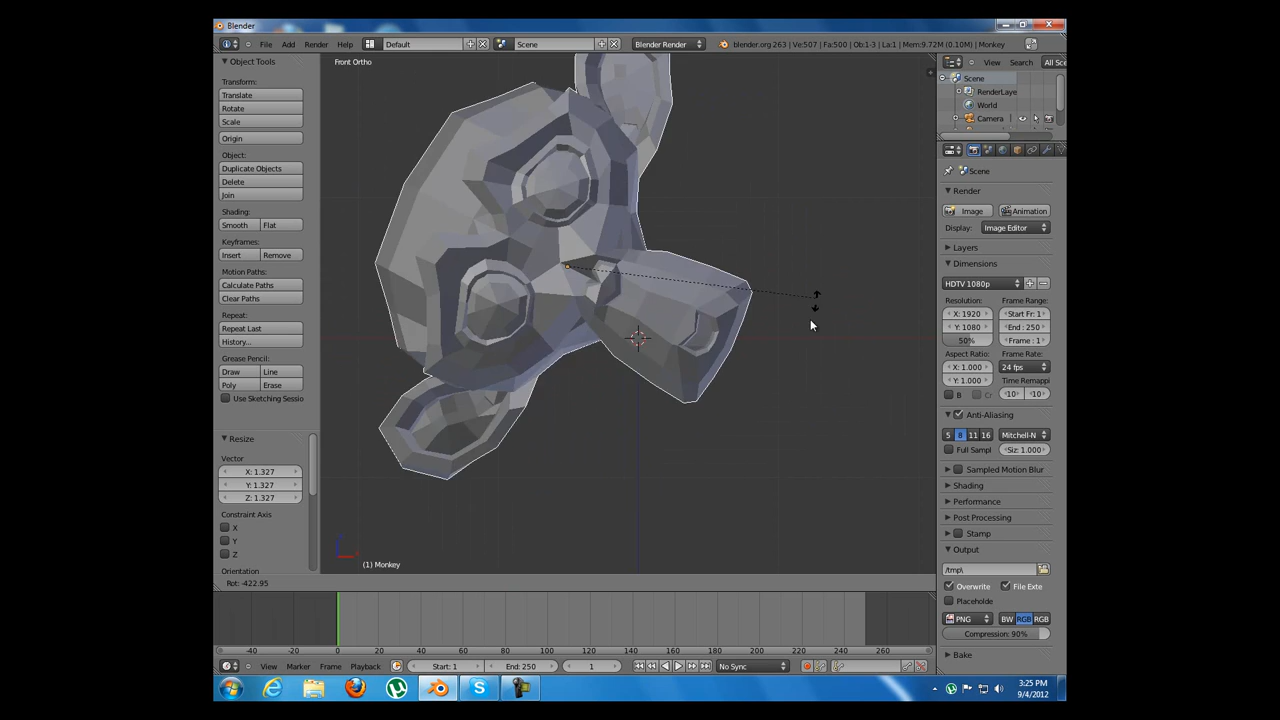 Blender
File Add Render Help Default Scene Blender Render blender.org 263 | Ve:507 | Fa:500 | Ob:1-3 | La:1 | Mem:9.72M (0.10M) | Monkey
Object Tools
Front Ortho
View Search All Sce
Transform:
Translate
Rotate
Scale
Origin
Object:
Duplicate Objects
Delete
Join
Shading:
Smooth Flat
Keyframes:
Insert Remove
Motion Paths:
Calculate Paths
Clear Paths
Repeat:
Repeat Last
History...
Grease Pencil:
Draw Line
Poly Erase
Use Sketching Sessio
Resize
Vector
X: 1.327
Y: 1.327
Z: 1.327
Constraint Axis
X
Y
Z
Orientation
(1) Monkey
Rot: -422.95
Scene
RenderLaye
World
Camera
Scene
Render
Image Animation
Display: Image Editor
Layers
Dimensions
HDTV 1080p
Resolution: Frame Range:
X: 1920 Start Fr: 1
Y: 1080 End : 250
50% Frame : 1
Aspect Ratio: Frame Rate:
X: 1.000 24 fps
Y: 1.000 Time Remappi
B Cr 10 10
Anti-Aliasing
5 8 11 16 Mitchell-N
Full Sampl Siz: 1.000
Sampled Motion Blur
Shading
Performance
Post Processing
Stamp
Output
/tmp\
Overwrite File Exte
Placeholde
PNG BW RGB RGB
Compression: 90%
Bake
-40 -20 0 20 40 60 80 100 120 140 160 180 200 220 240 260
View Marker Frame Playback Start: 1 End: 250 1 No Sync
3:25 PM
9/4/2012